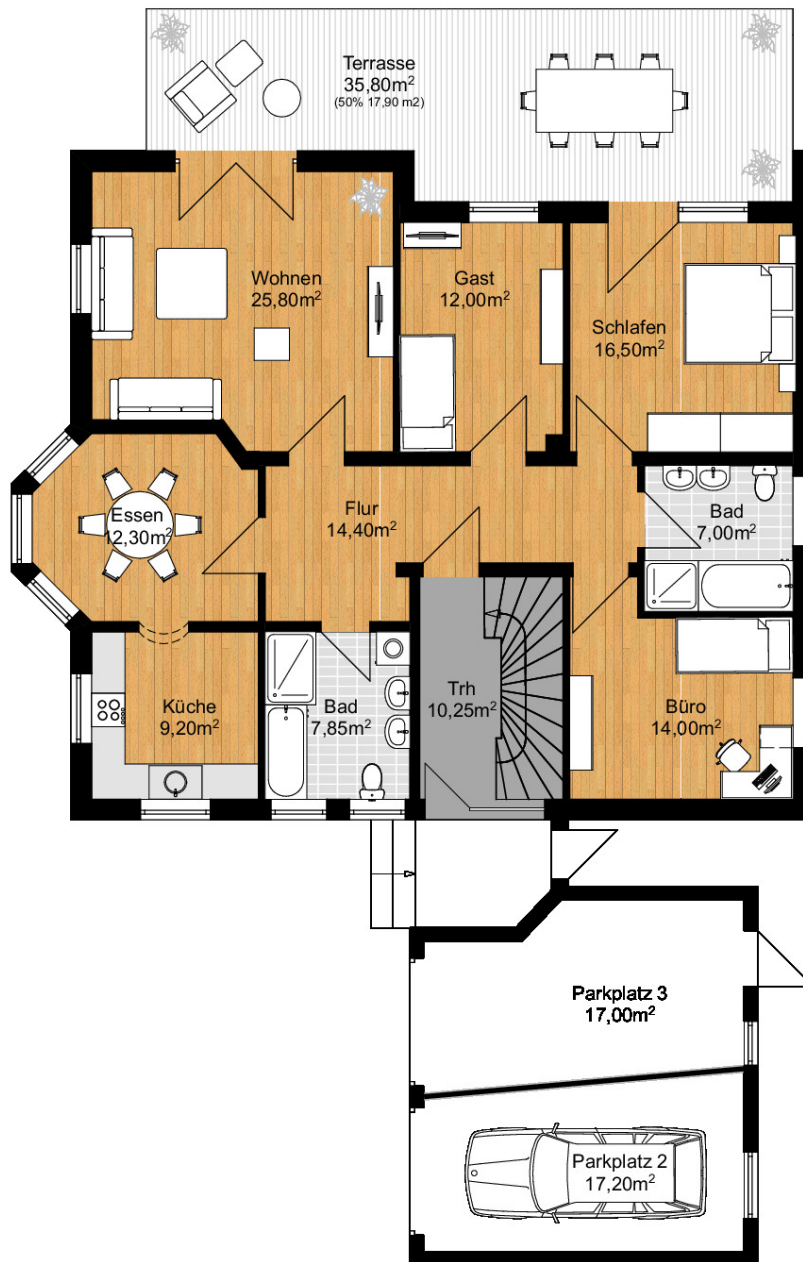 Terrasse
35,80m²
(50% 17,90 m2)
Wohnen
25,80m²
Gast
12,00m²
Schlafen
16,50m²
Essen
12,30m²
Flur
14,40m²
Bad
7,00m²
Küche
9,20m²
Bad
7,85m²
Trh
10,25m²
Büro
14,00m²
Parkplatz 3
17,00m²
Parkplatz 2
17,20m²